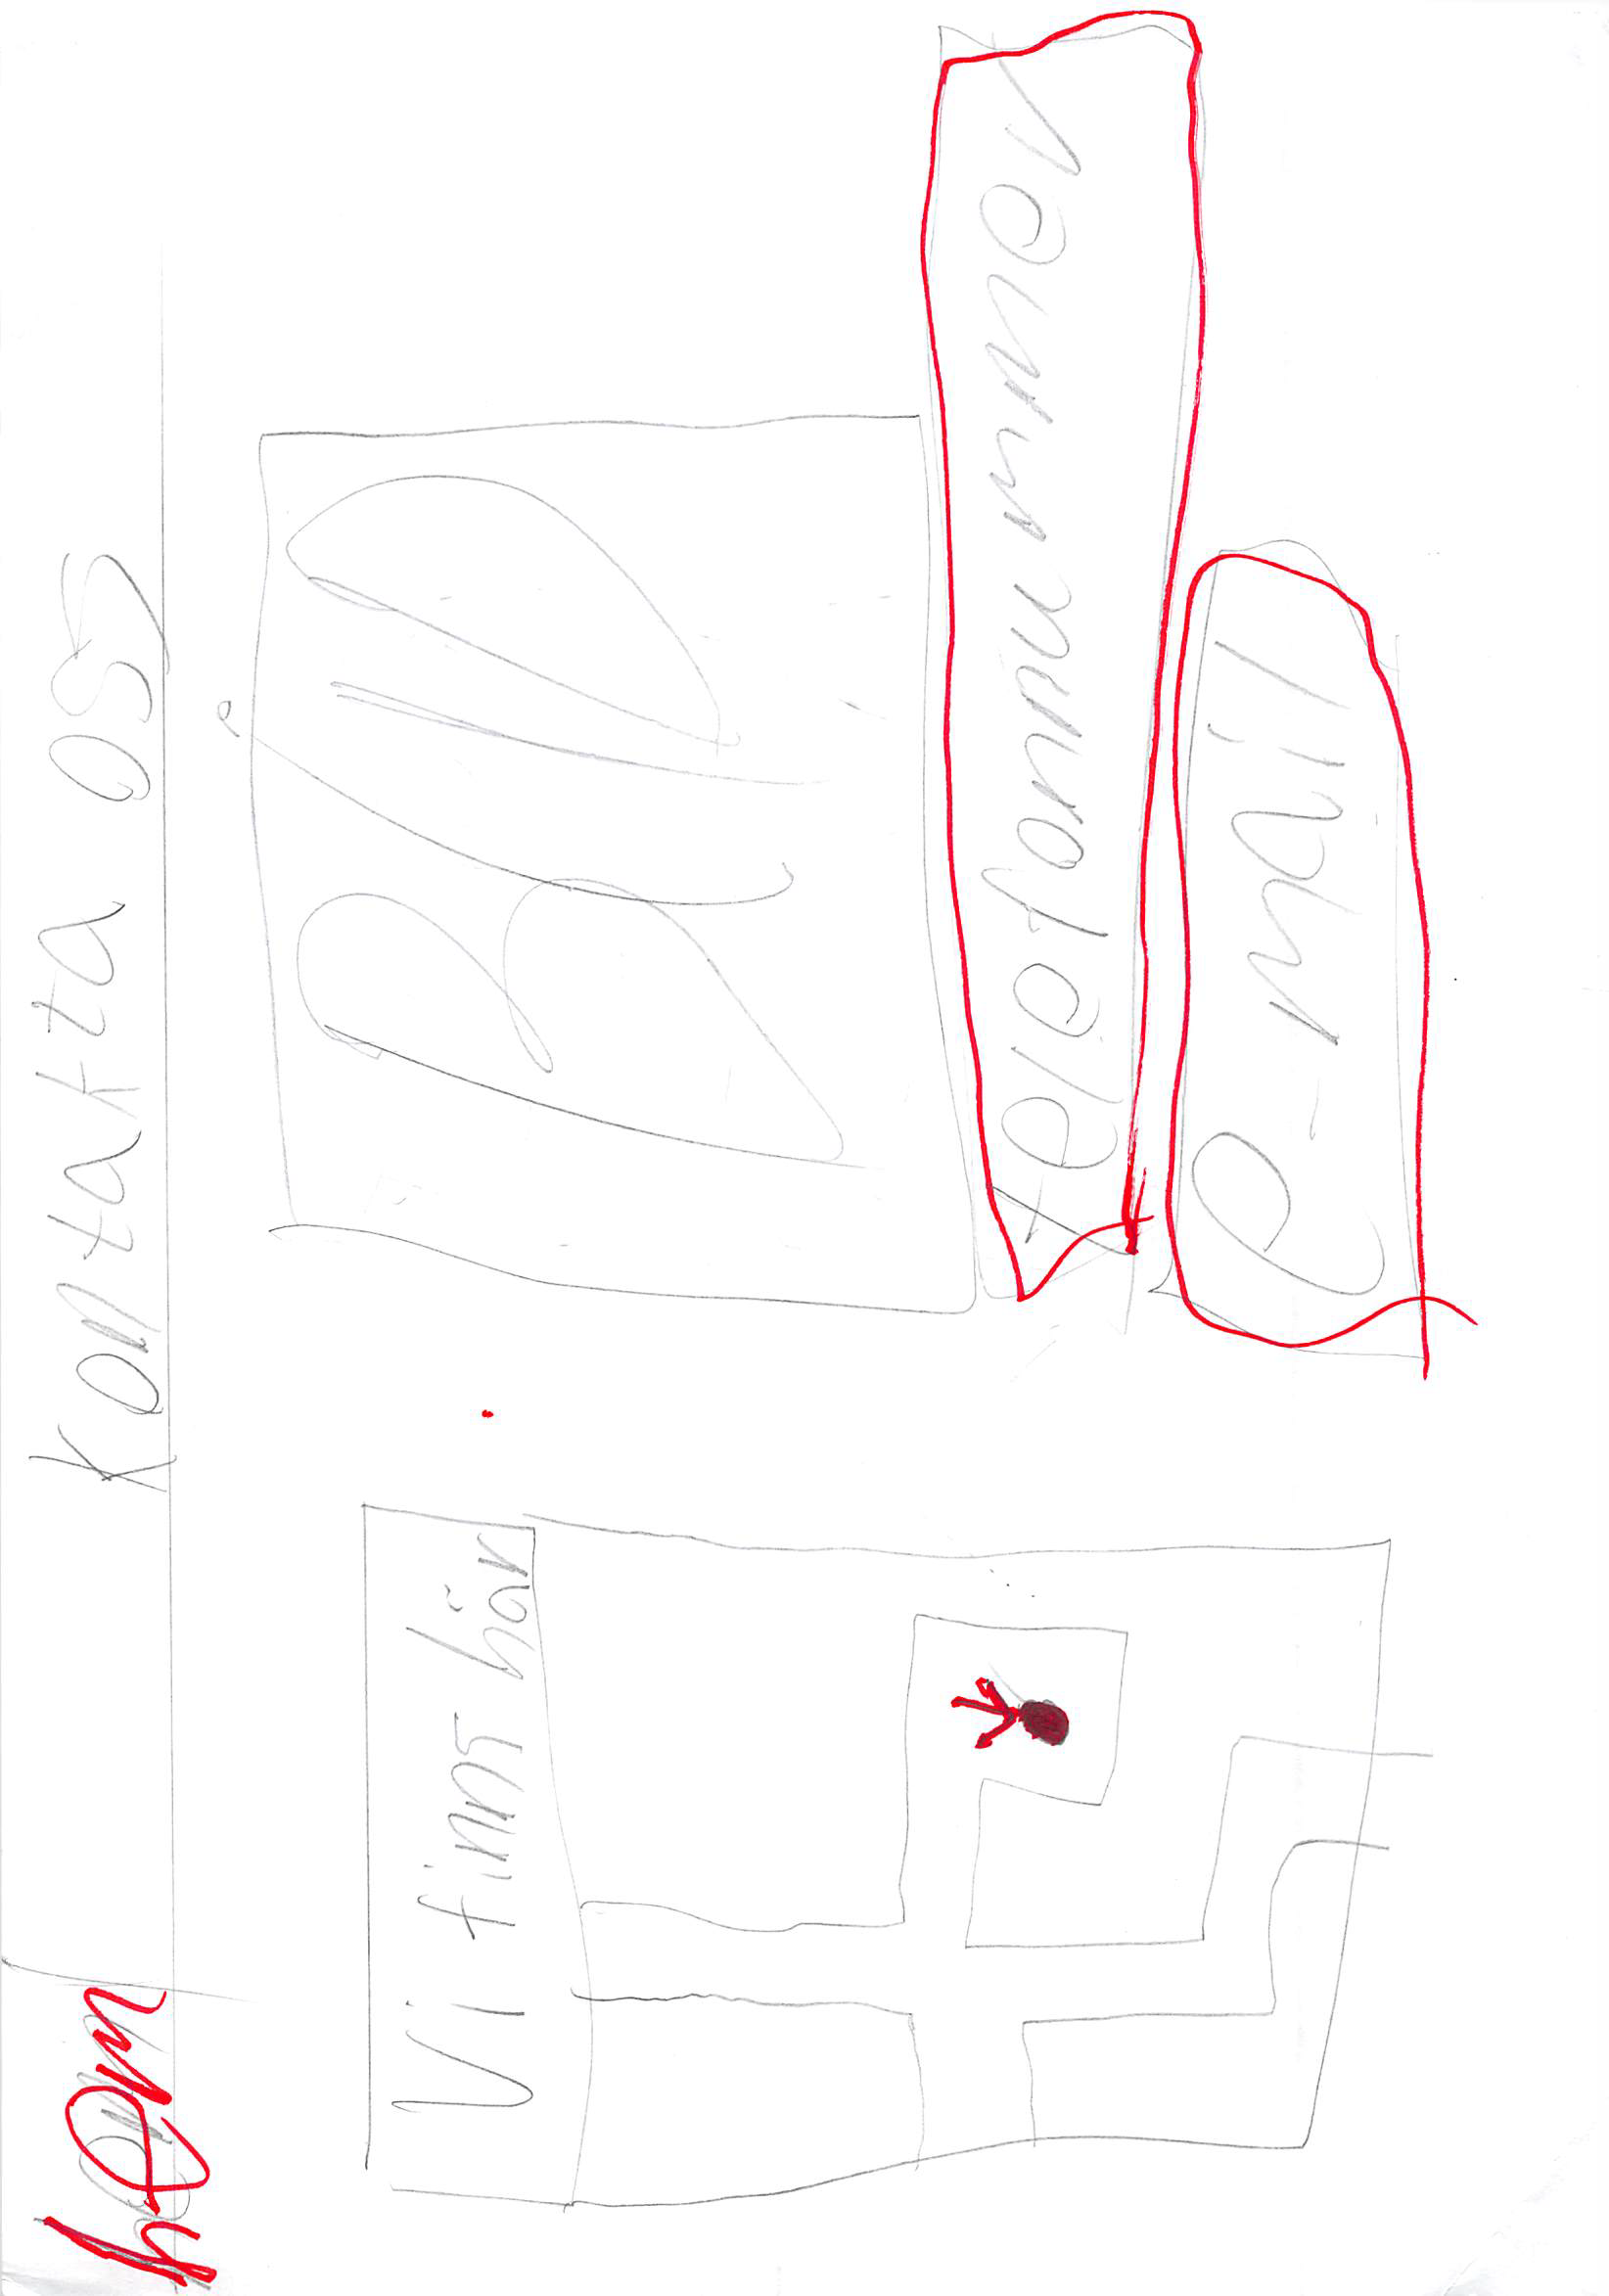 hem
kontakta oss
Vi finns här
BilD
telefonnummer
e-mail